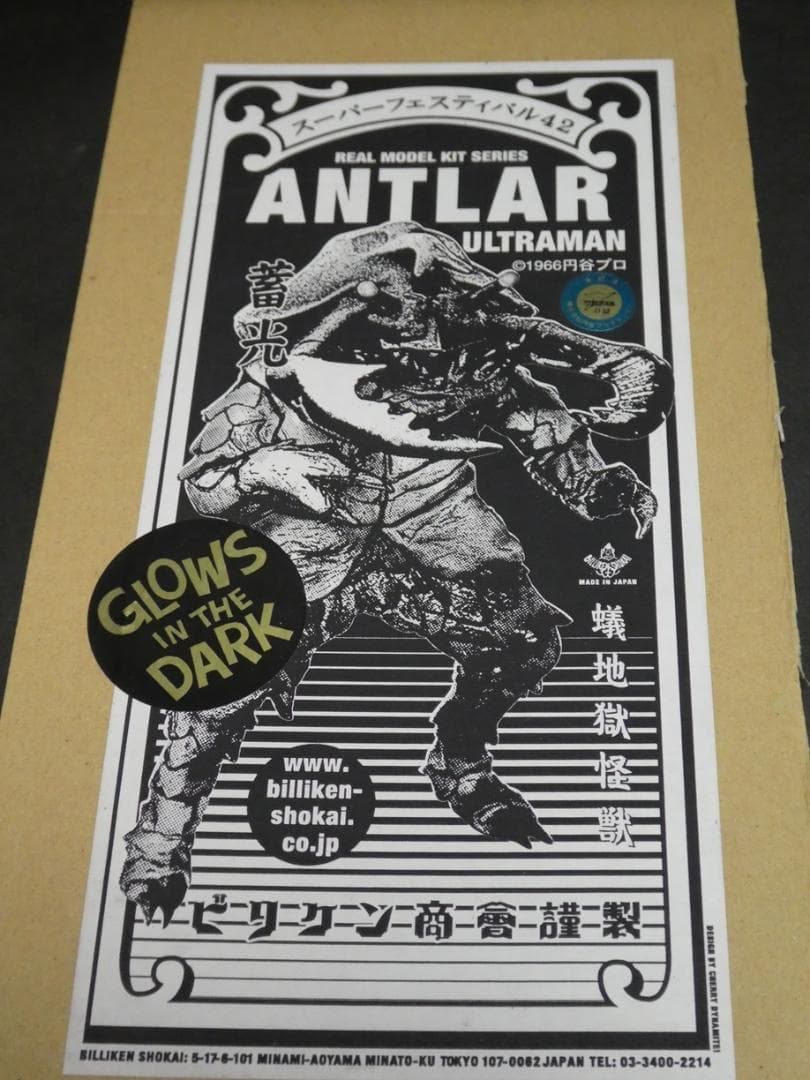 スーパーフェスティバル42
REAL MODEL KIT SERIES
ANTLAR
ULTRAMAN
©1966円谷プロ
蓄光
GLOWS
IN THE
DARK
BILLIKEN SHOKAI
MADE IN JAPAN
蟻地獄怪獣
www.
billiken-
shokai.
co.jp
ビリケン商會謹製
DESIGN BY CHERRY DYNAMITE!
BILLIKEN SHOKAI: 5-17-6-101 MINAMI-AOYAMA MINATO-KU TOKYO 107-0062 JAPAN TEL: 03-3400-2214